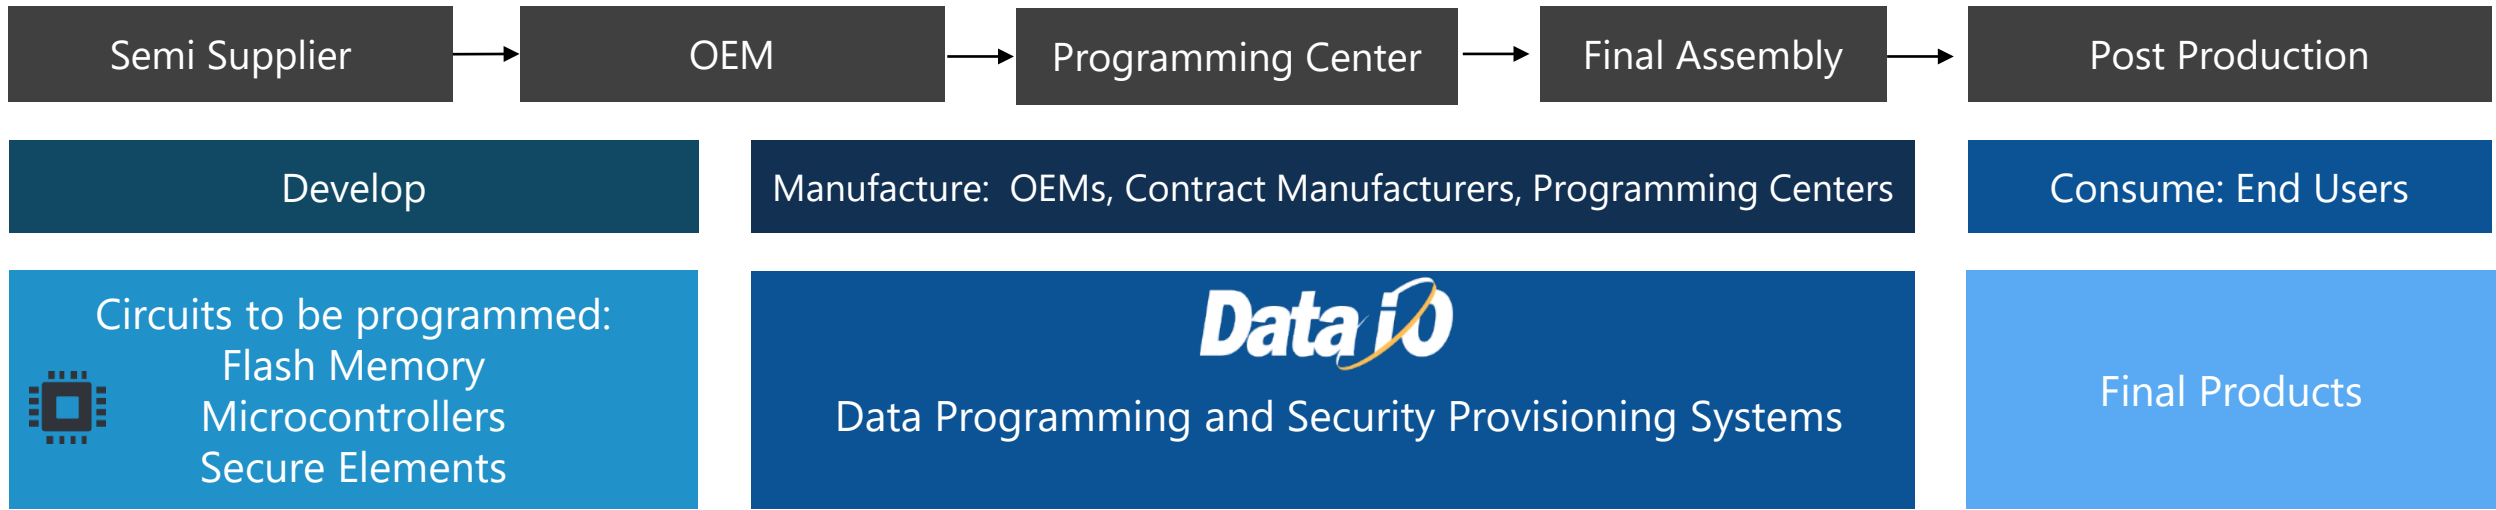 Semi Supplier
OEM
Programming Center
Final Assembly
Post Production
Develop
Manufacture:  OEMs, Contract Manufacturers, Programming Centers
Consume: End Users
Circuits to be programmed:
Flash Memory
Microcontrollers
Secure Elements
Data iO
Data Programming and Security Provisioning Systems
Final Products